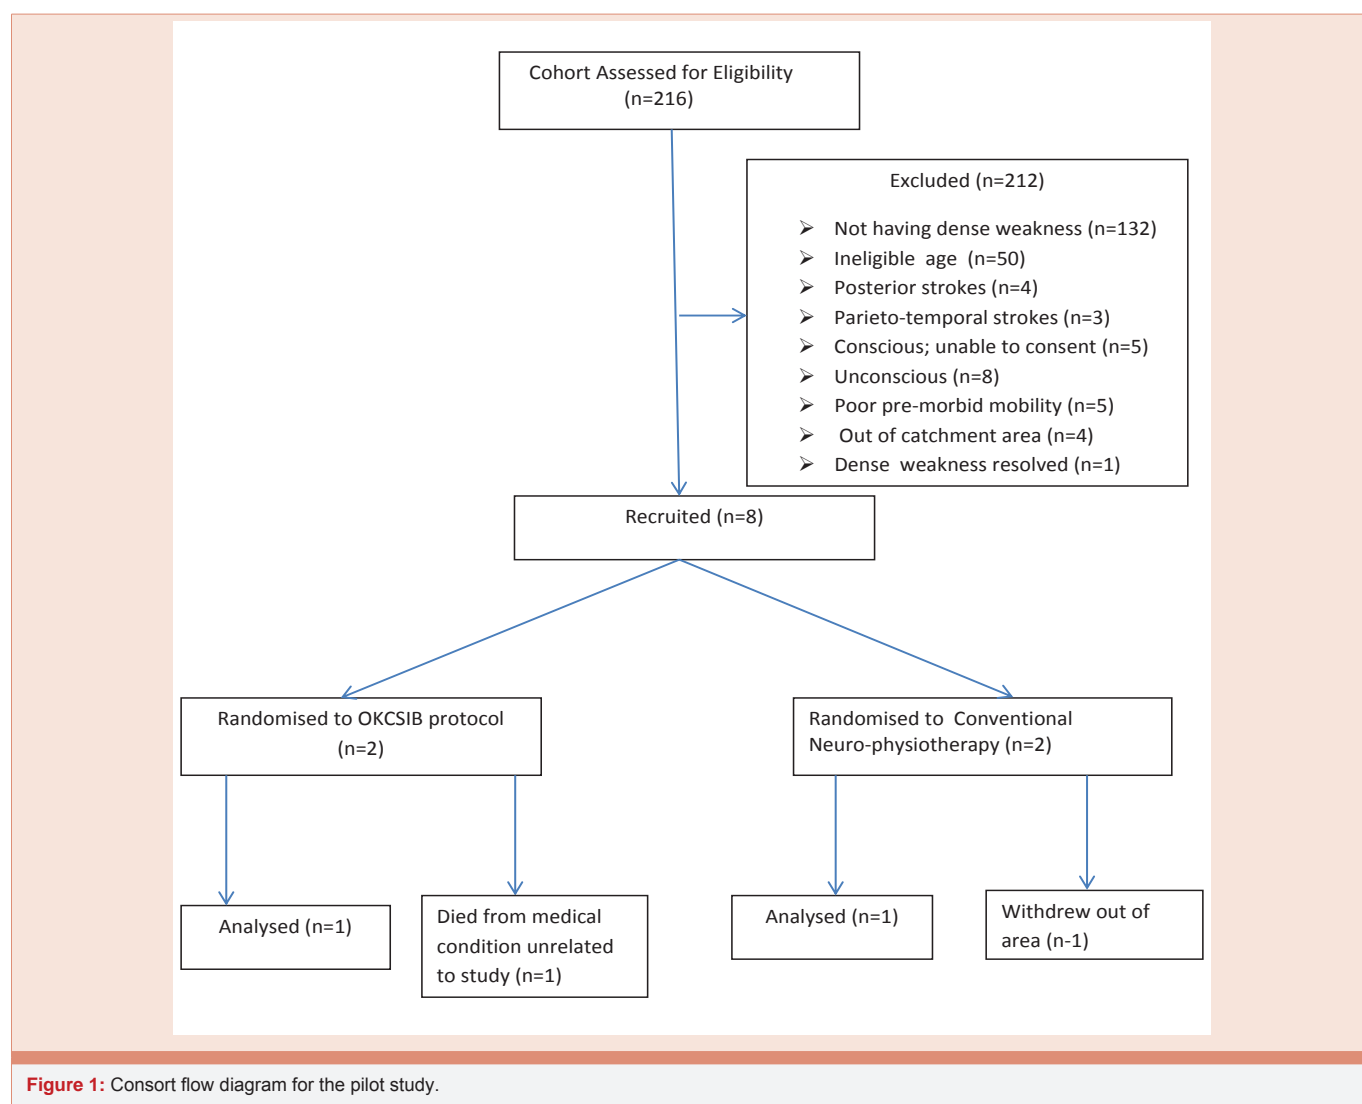 Cohort Assessed for Eligibility
(n=216)
Excluded (n=212)
➢ Not having dense weakness (n=132)
➢ Ineligible age (n=50)
➢ Posterior strokes (n=4)
➢ Parieto-temporal strokes (n=3)
➢ Conscious; unable to consent (n=5)
➢ Unconscious (n=8)
➢ Poor pre-morbid mobility (n=5)
➢ Out of catchment area (n=4)
➢ Dense weakness resolved (n=1)
Recruited (n=8)
Randomised to OKCSIB protocol
(n=2)
Randomised to Conventional
Neuro-physiotherapy (n=2)
Analysed (n=1)
Died from medical
condition unrelated
to study (n=1)
Analysed (n=1)
Withdrew out of
area (n-1)
Figure 1: Consort flow diagram for the pilot study.